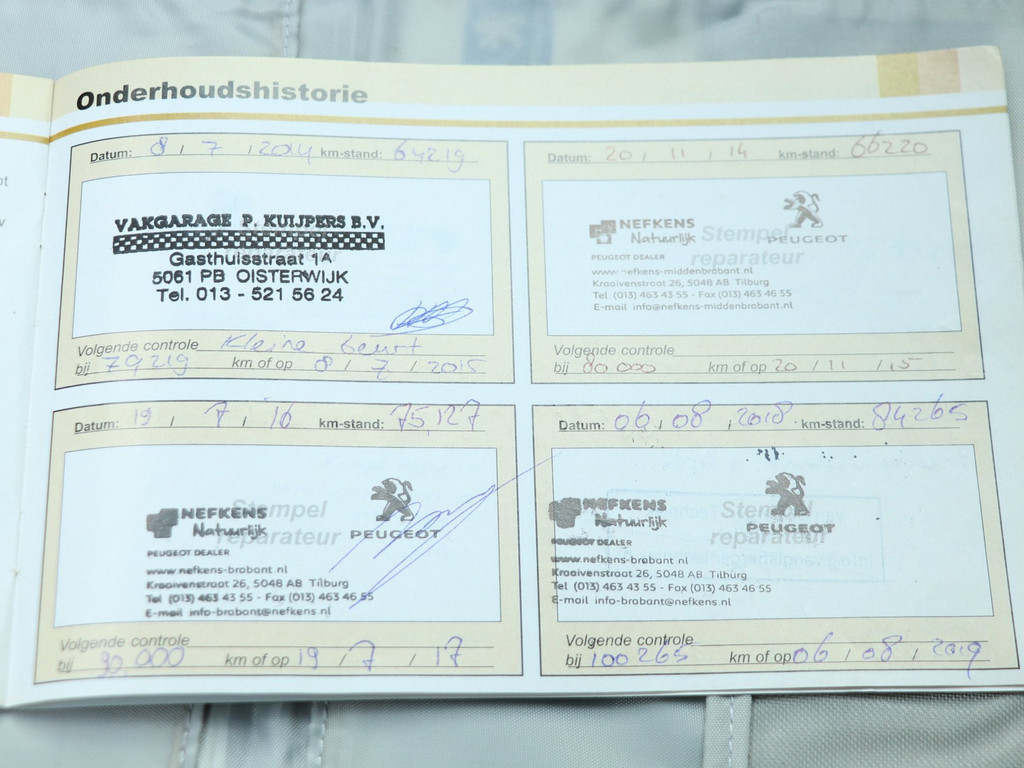 Onderhoudshistorie
Datum: 8 / 7 / 2014 km-stand: 64219
VAKGARAGE P. KUIJPERS B.V.
Gasthuisstraat 1A
5061 PB OISTERWIJK
Tel. 013 - 521 56 24
Volgende controle Kleine beurt
bij 79219 km of op 8 / 7 / 2015
Datum: 20 / 11 / 14 km-stand: 66220
Stempel
reparateur
NEFKENS
Natuurlijk
PEUGEOT
PEUGEOT DEALER
www.nefkens-middenbrabant.nl
Kraaivenstraat 26, 5048 AB Tilburg
Tel (013) 463 43 55 - Fax (013) 463 46 55
E-mail info@nefkens-middenbrabant.nl
Volgende controle
bij 80000 km of op 20 / 11 / 15
Datum: 19 / 7 / 16 km-stand: 75,127
Stempel
reparateur
NEFKENS
Natuurlijk
PEUGEOT
PEUGEOT DEALER
www.nefkens-brabant.nl
Kraaivenstraat 26, 5048 AB Tilburg
Tel (013) 463 43 55 - Fax (013) 463 46 55
E-mail info-brabant@nefkens.nl
Volgende controle
bij 90,000 km of op 19 / 7 / 17
Datum: 06 / 08 / 2018 km-stand: 84265
Stempel
reparateur
NEFKENS
Natuurlijk
PEUGEOT
PEUGEOT DEALER
www.nefkens-brabant.nl
Kraaivenstraat 26, 5048 AB Tilburg
Tel (013) 463 43 55 - Fax (013) 463 46 55
E-mail info-brabant@nefkens.nl
Volgende controle
bij 100265 km of op 06 / 08 / 2019